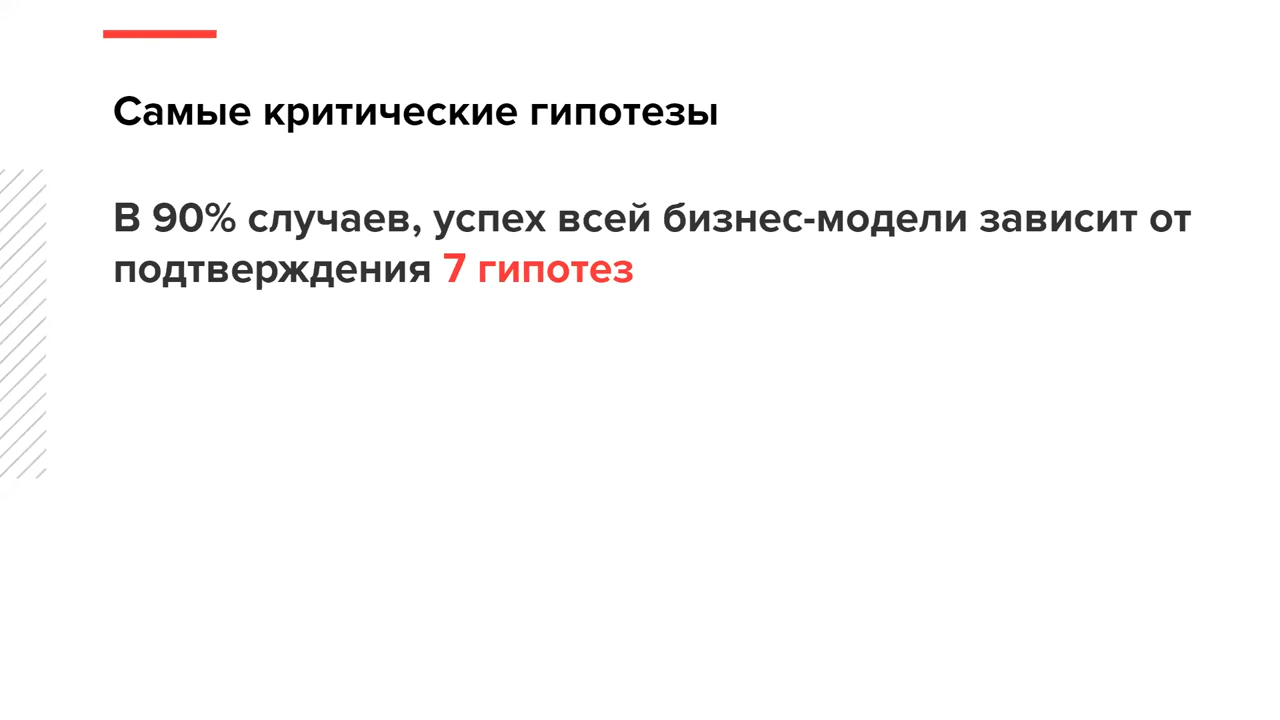 Самые критические гипотезы
В 90% случаев, успех всей бизнес-модели зависит от
подтверждения 7 гипотез